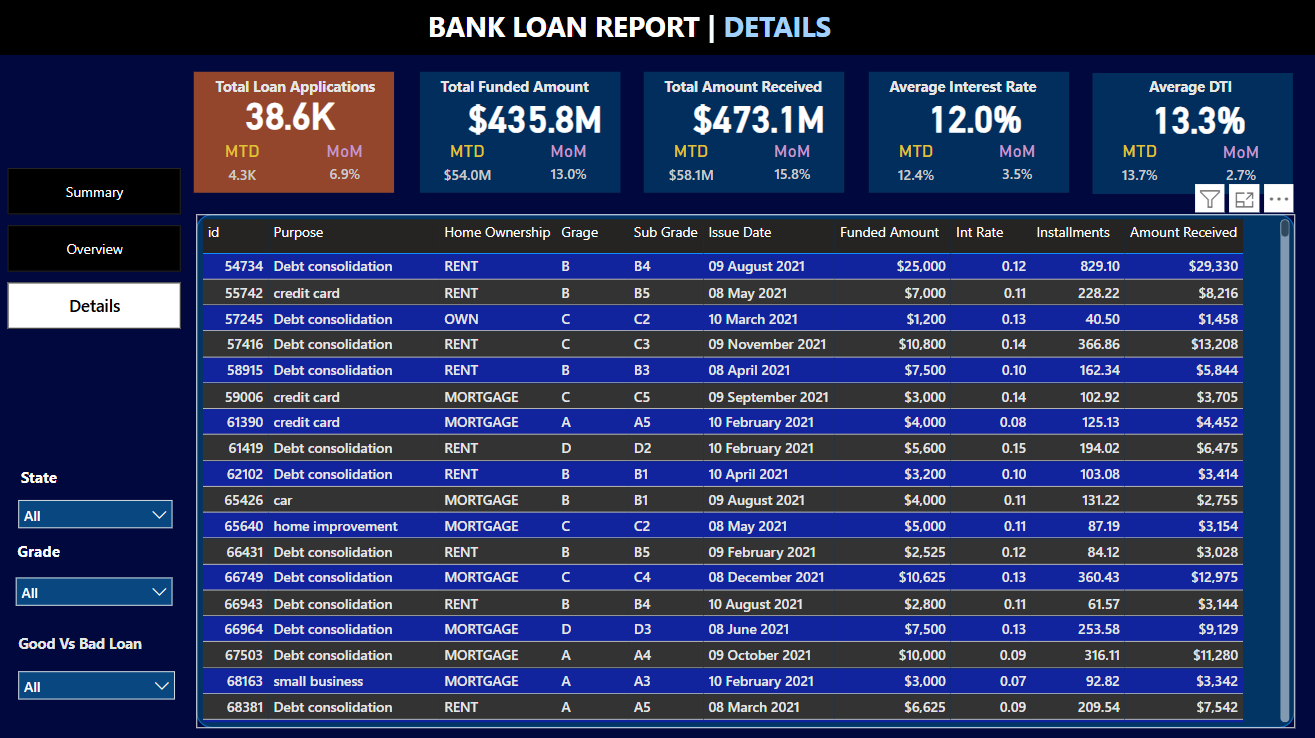 BANK LOAN REPORT | DETAILS
Total Loan Applications
38.6K
MTD MoM
4.3K 6.9%
Total Funded Amount
$435.8M
MTD MoM
$54.0M 13.0%
Total Amount Received
$473.1M
MTD MoM
$58.1M 15.8%
Average Interest Rate
12.0%
MTD MoM
12.4% 3.5%
Average DTI
13.3%
MTD MoM
13.7% 2.7%
Summary
Overview
Details
State
All
Grade
All
Good Vs Bad Loan
All
id Purpose Home Ownership Grage Sub Grade Issue Date Funded Amount Int Rate Installments Amount Received
54734 Debt consolidation RENT B B4 09 August 2021 $25,000 0.12 829.10 $29,330
55742 credit card RENT B B5 08 May 2021 $7,000 0.11 228.22 $8,216
57245 Debt consolidation OWN C C2 10 March 2021 $1,200 0.13 40.50 $1,458
57416 Debt consolidation RENT C C3 09 November 2021 $10,800 0.14 366.86 $13,208
58915 Debt consolidation RENT B B3 08 April 2021 $7,500 0.10 162.34 $5,844
59006 credit card MORTGAGE C C5 09 September 2021 $3,000 0.14 102.92 $3,705
61390 credit card MORTGAGE A A5 10 February 2021 $4,000 0.08 125.13 $4,452
61419 Debt consolidation RENT D D2 10 February 2021 $5,600 0.15 194.02 $6,475
62102 Debt consolidation RENT B B1 10 April 2021 $3,200 0.10 103.08 $3,414
65426 car MORTGAGE B B1 09 August 2021 $4,000 0.11 131.22 $2,755
65640 home improvement MORTGAGE C C2 08 May 2021 $5,000 0.11 87.19 $3,154
66431 Debt consolidation RENT B B5 09 February 2021 $2,525 0.12 84.12 $3,028
66749 Debt consolidation MORTGAGE C C4 08 December 2021 $10,625 0.13 360.43 $12,975
66943 Debt consolidation RENT B B4 10 August 2021 $2,800 0.11 61.57 $3,144
66964 Debt consolidation MORTGAGE D D3 08 June 2021 $7,500 0.13 253.58 $9,129
67503 Debt consolidation MORTGAGE A A4 09 October 2021 $10,000 0.09 316.11 $11,280
68163 small business MORTGAGE A A3 10 February 2021 $3,000 0.07 92.82 $3,342
68381 Debt consolidation RENT A A5 08 March 2021 $6,625 0.09 209.54 $7,542